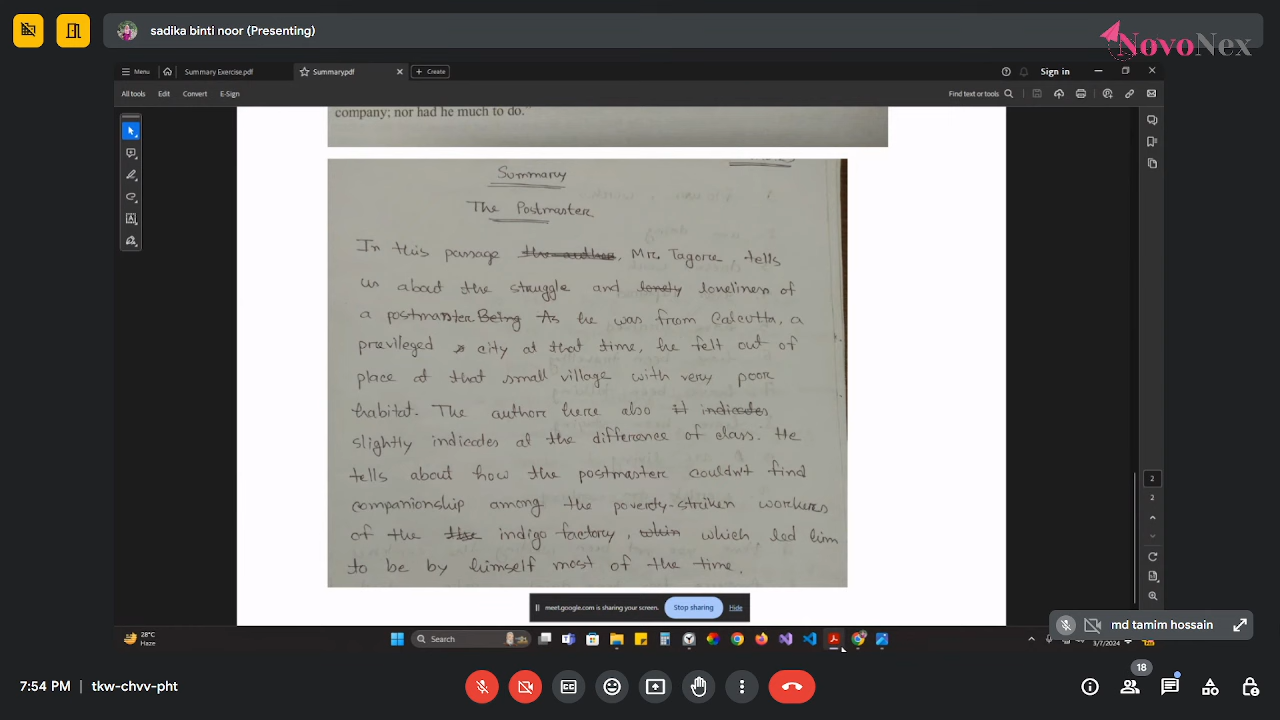 sadika binti noor (Presenting)
NovoNex
Menu
Summary Exercise.pdf
Summary.pdf
Create
Sign in
All tools
Edit
Convert
E-Sign
Find text or tools
company; nor had he much to do."
Summary
The Postmaster
In this passage the author, Mr. Tagore tells
us about the struggle and lonely loneliness of
a postmaster Being As he was from Calcutta, a
previleged city at that time, he felt out of
place at that small village with very poor
habitat. The author here also it indicates
slightly indicades at the difference of class. He
tells about how the postmaster couldn't find
companionship among the poverty-striken workers
of the the indigo factory, which, led him
to be by himself most of the time.
2
2
meet.google.com is sharing your screen.
Stop sharing
Hide
md tamim hossain
28°C
Haze
Search
3/7/2024
18
7:54 PM
tkw-chvv-pht